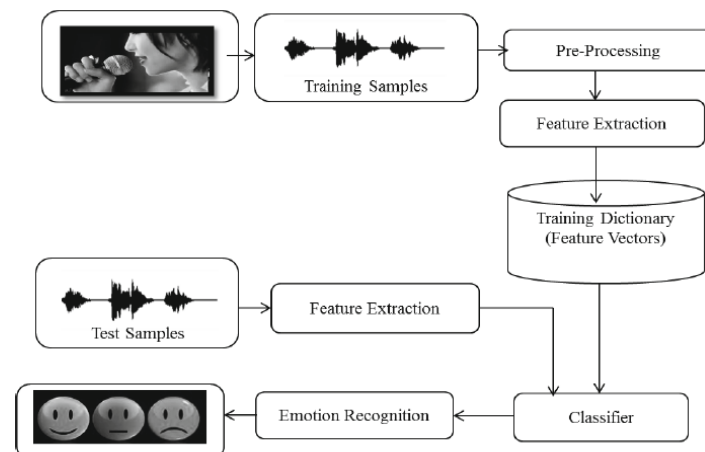 Training Samples
Pre-Processing
Feature Extraction
Training Dictionary
(Feature Vectors)
Test Samples
Feature Extraction
Classifier
Emotion Recognition